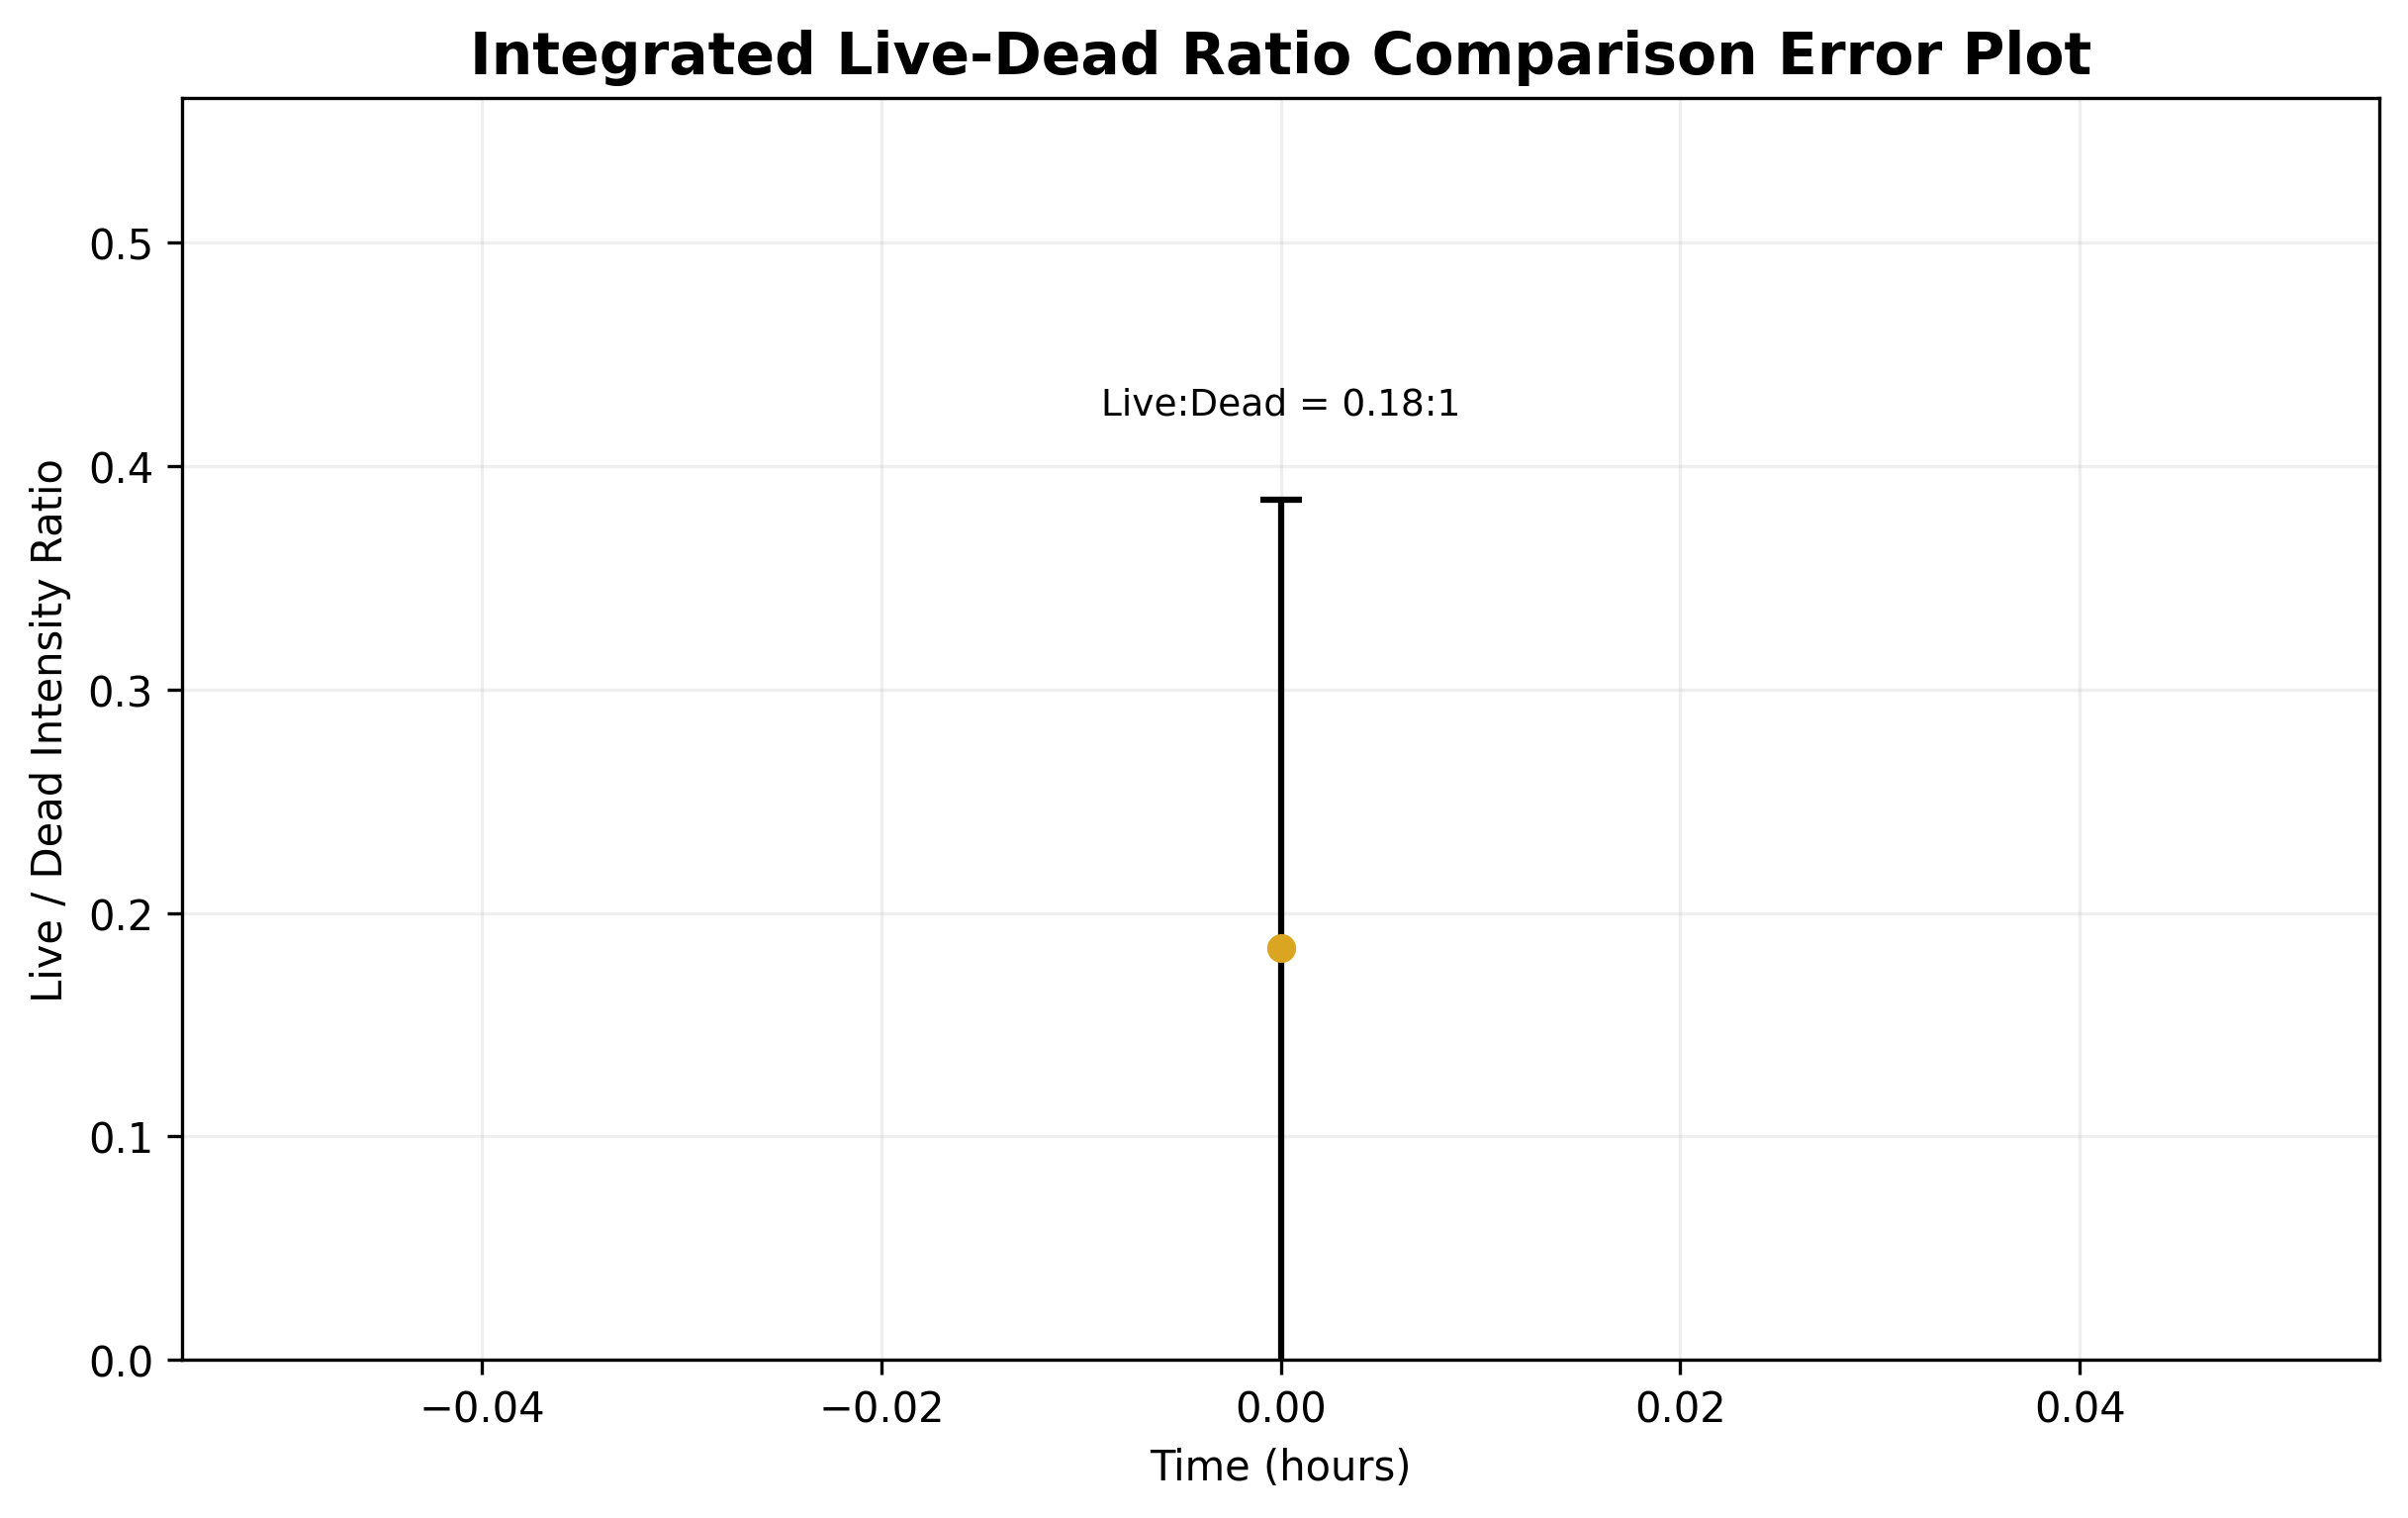 Integrated Live-Dead Ratio Comparison Error Plot
Live / Dead Intensity Ratio
0.5
0.4
0.3
0.2
0.1
0.0
Live:Dead = 0.18:1
−0.04
−0.02
0.00
0.02
0.04
Time (hours)